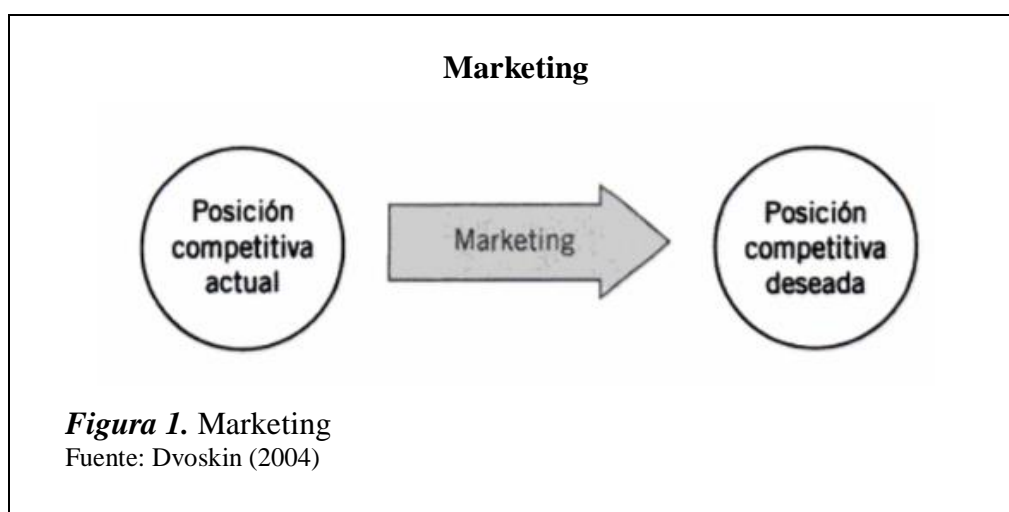 Marketing
Posición
competitiva
actual
Marketing
Posición
competitiva
deseada
Figura 1. Marketing
Fuente: Dvoskin (2004)